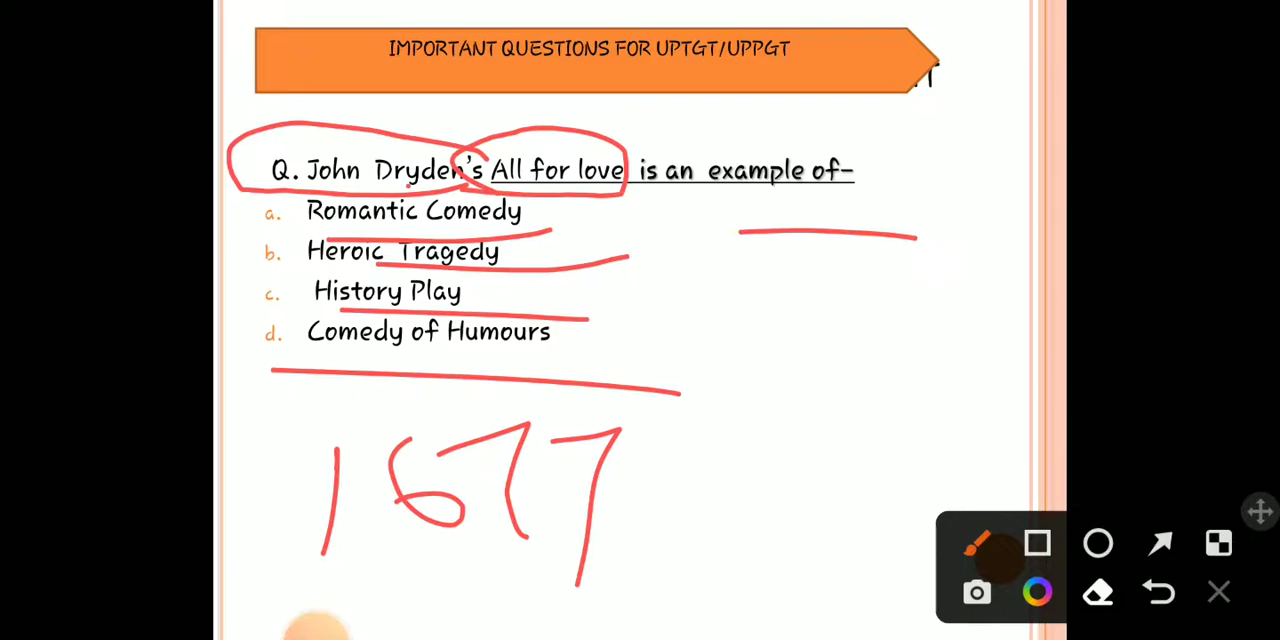 IMPORTANT QUESTIONS FOR UPTGT/UPPGT
Q. John Dryden's All for love is an example of-
a. Romantic Comedy
b. Heroic Tragedy
c. History Play
d. Comedy of Humours
1677